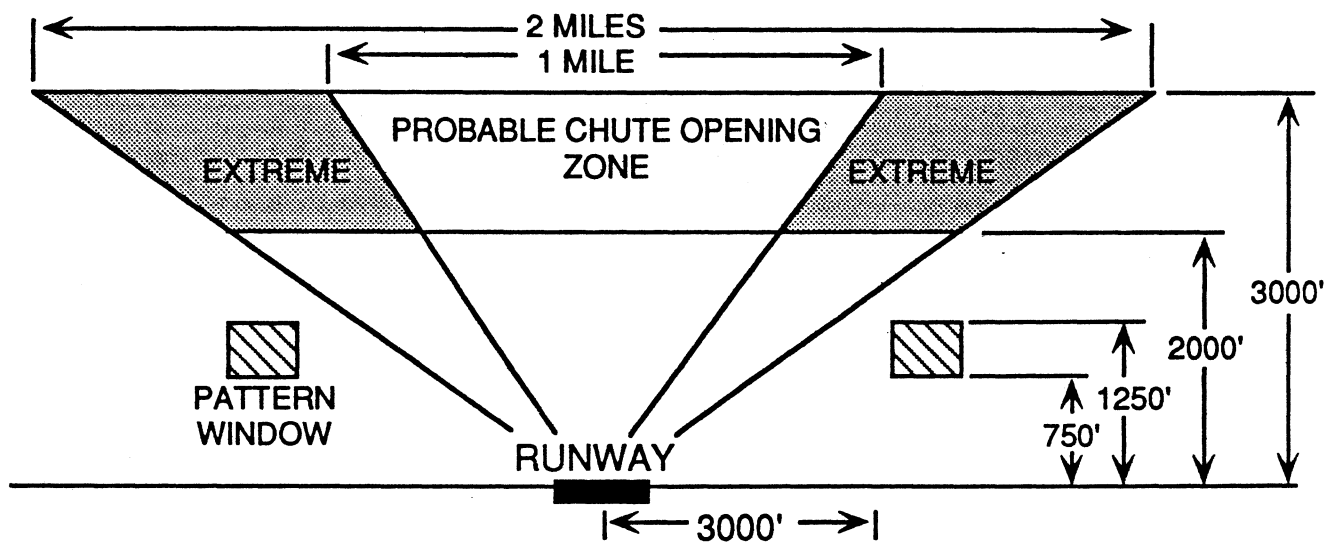 2 MILES
1 MILE
PROBABLE CHUTE OPENING
ZONE
EXTREME
EXTREME
3000'
2000'
1250'
750'
PATTERN
WINDOW
RUNWAY
3000'